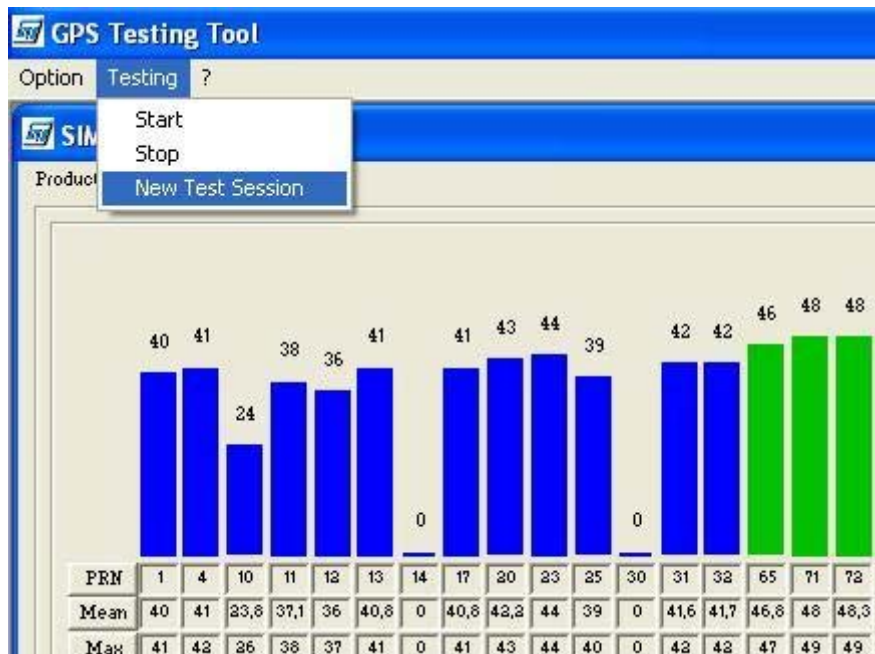 GPS Testing Tool
Option Testing ?
Start
SIM
Stop
Product
New Test Session
40 41 24 38 36 41 0 41 43 44 39 0 42 42 46 48 48
PRN 1 4 10 11 12 13 14 17 20 23 25 30 31 32 65 71 72
Mean 40 41 23,8 37,1 36 40,8 0 40,8 42,2 44 39 0 41,6 41,7 46,8 48 48,3
Max 41 42 26 38 37 41 0 41 43 44 40 0 42 42 47 49 49